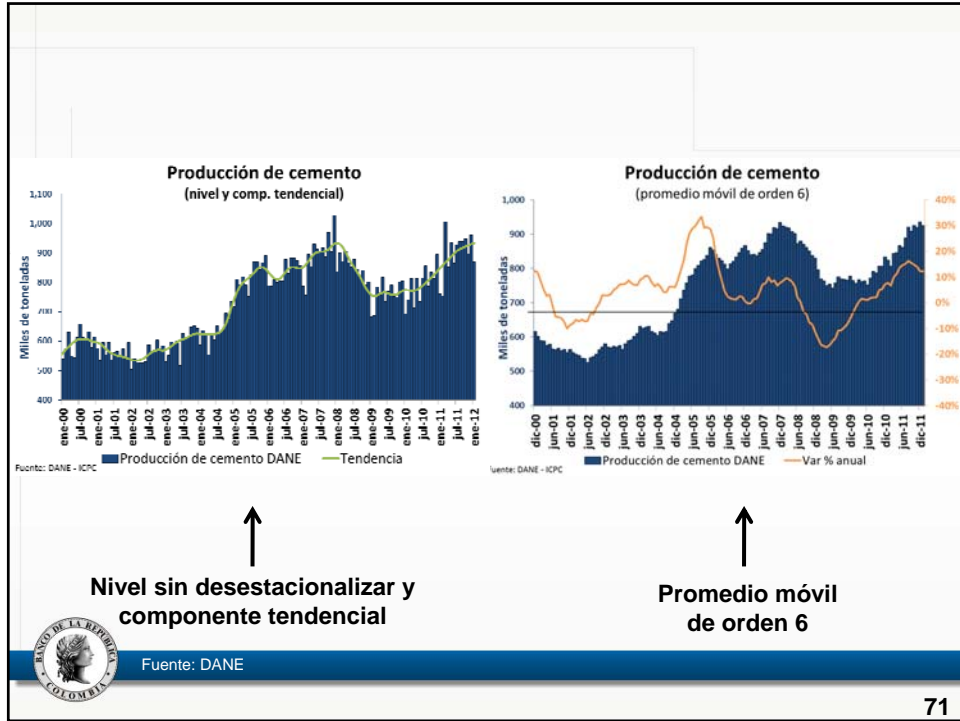 Producción de cemento
(nivel y comp. tendencial)
Miles de toneladas
1,100
1,000
900
800
700
600
500
400
ene-00
jul-00
ene-01
jul-01
ene-02
jul-02
ene-03
jul-03
ene-04
jul-04
ene-05
jul-05
ene-06
jul-06
ene-07
jul-07
ene-08
jul-08
ene-09
jul-09
ene-10
jul-10
ene-11
jul-11
ene-12
Producción de cemento DANE
Tendencia
Fuente: DANE - ICPC
Producción de cemento
(promedio móvil de orden 6)
Miles de toneladas
1,000
900
800
700
600
500
400
40%
30%
20%
10%
0%
-10%
-20%
-30%
-40%
dic-00
jun-01
dic-01
jun-02
dic-02
jun-03
dic-03
jun-04
dic-04
jun-05
dic-05
jun-06
dic-06
jun-07
dic-07
jun-08
dic-08
jun-09
dic-09
jun-10
dic-10
jun-11
dic-11
Producción de cemento DANE
Var % anual
uente: DANE - ICPC
Nivel sin desestacionalizar y
componente tendencial
Promedio móvil
de orden 6
BANCO DE LA REPÚBLICA
COLOMBIA
Fuente: DANE
71